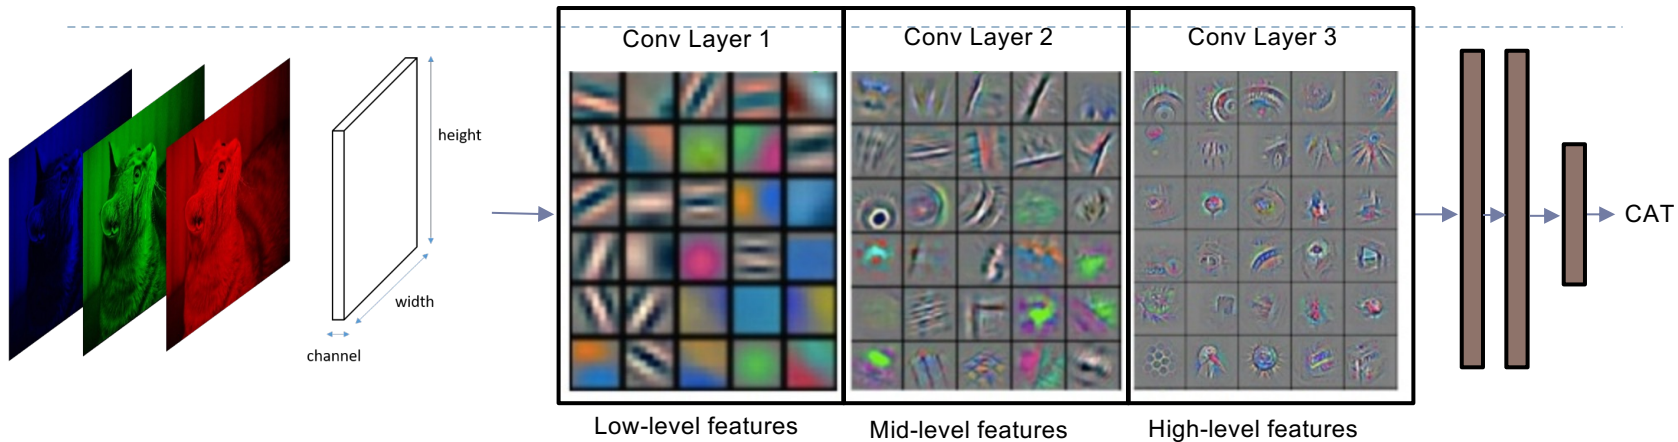 Conv Layer 1
Conv Layer 2
Conv Layer 3
height
width
channel
CAT
Low-level features
Mid-level features
High-level features